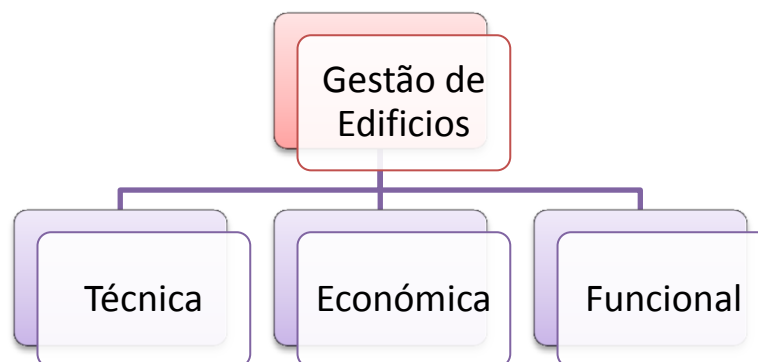 Gestão de
Edificios
Técnica
Económica
Funcional